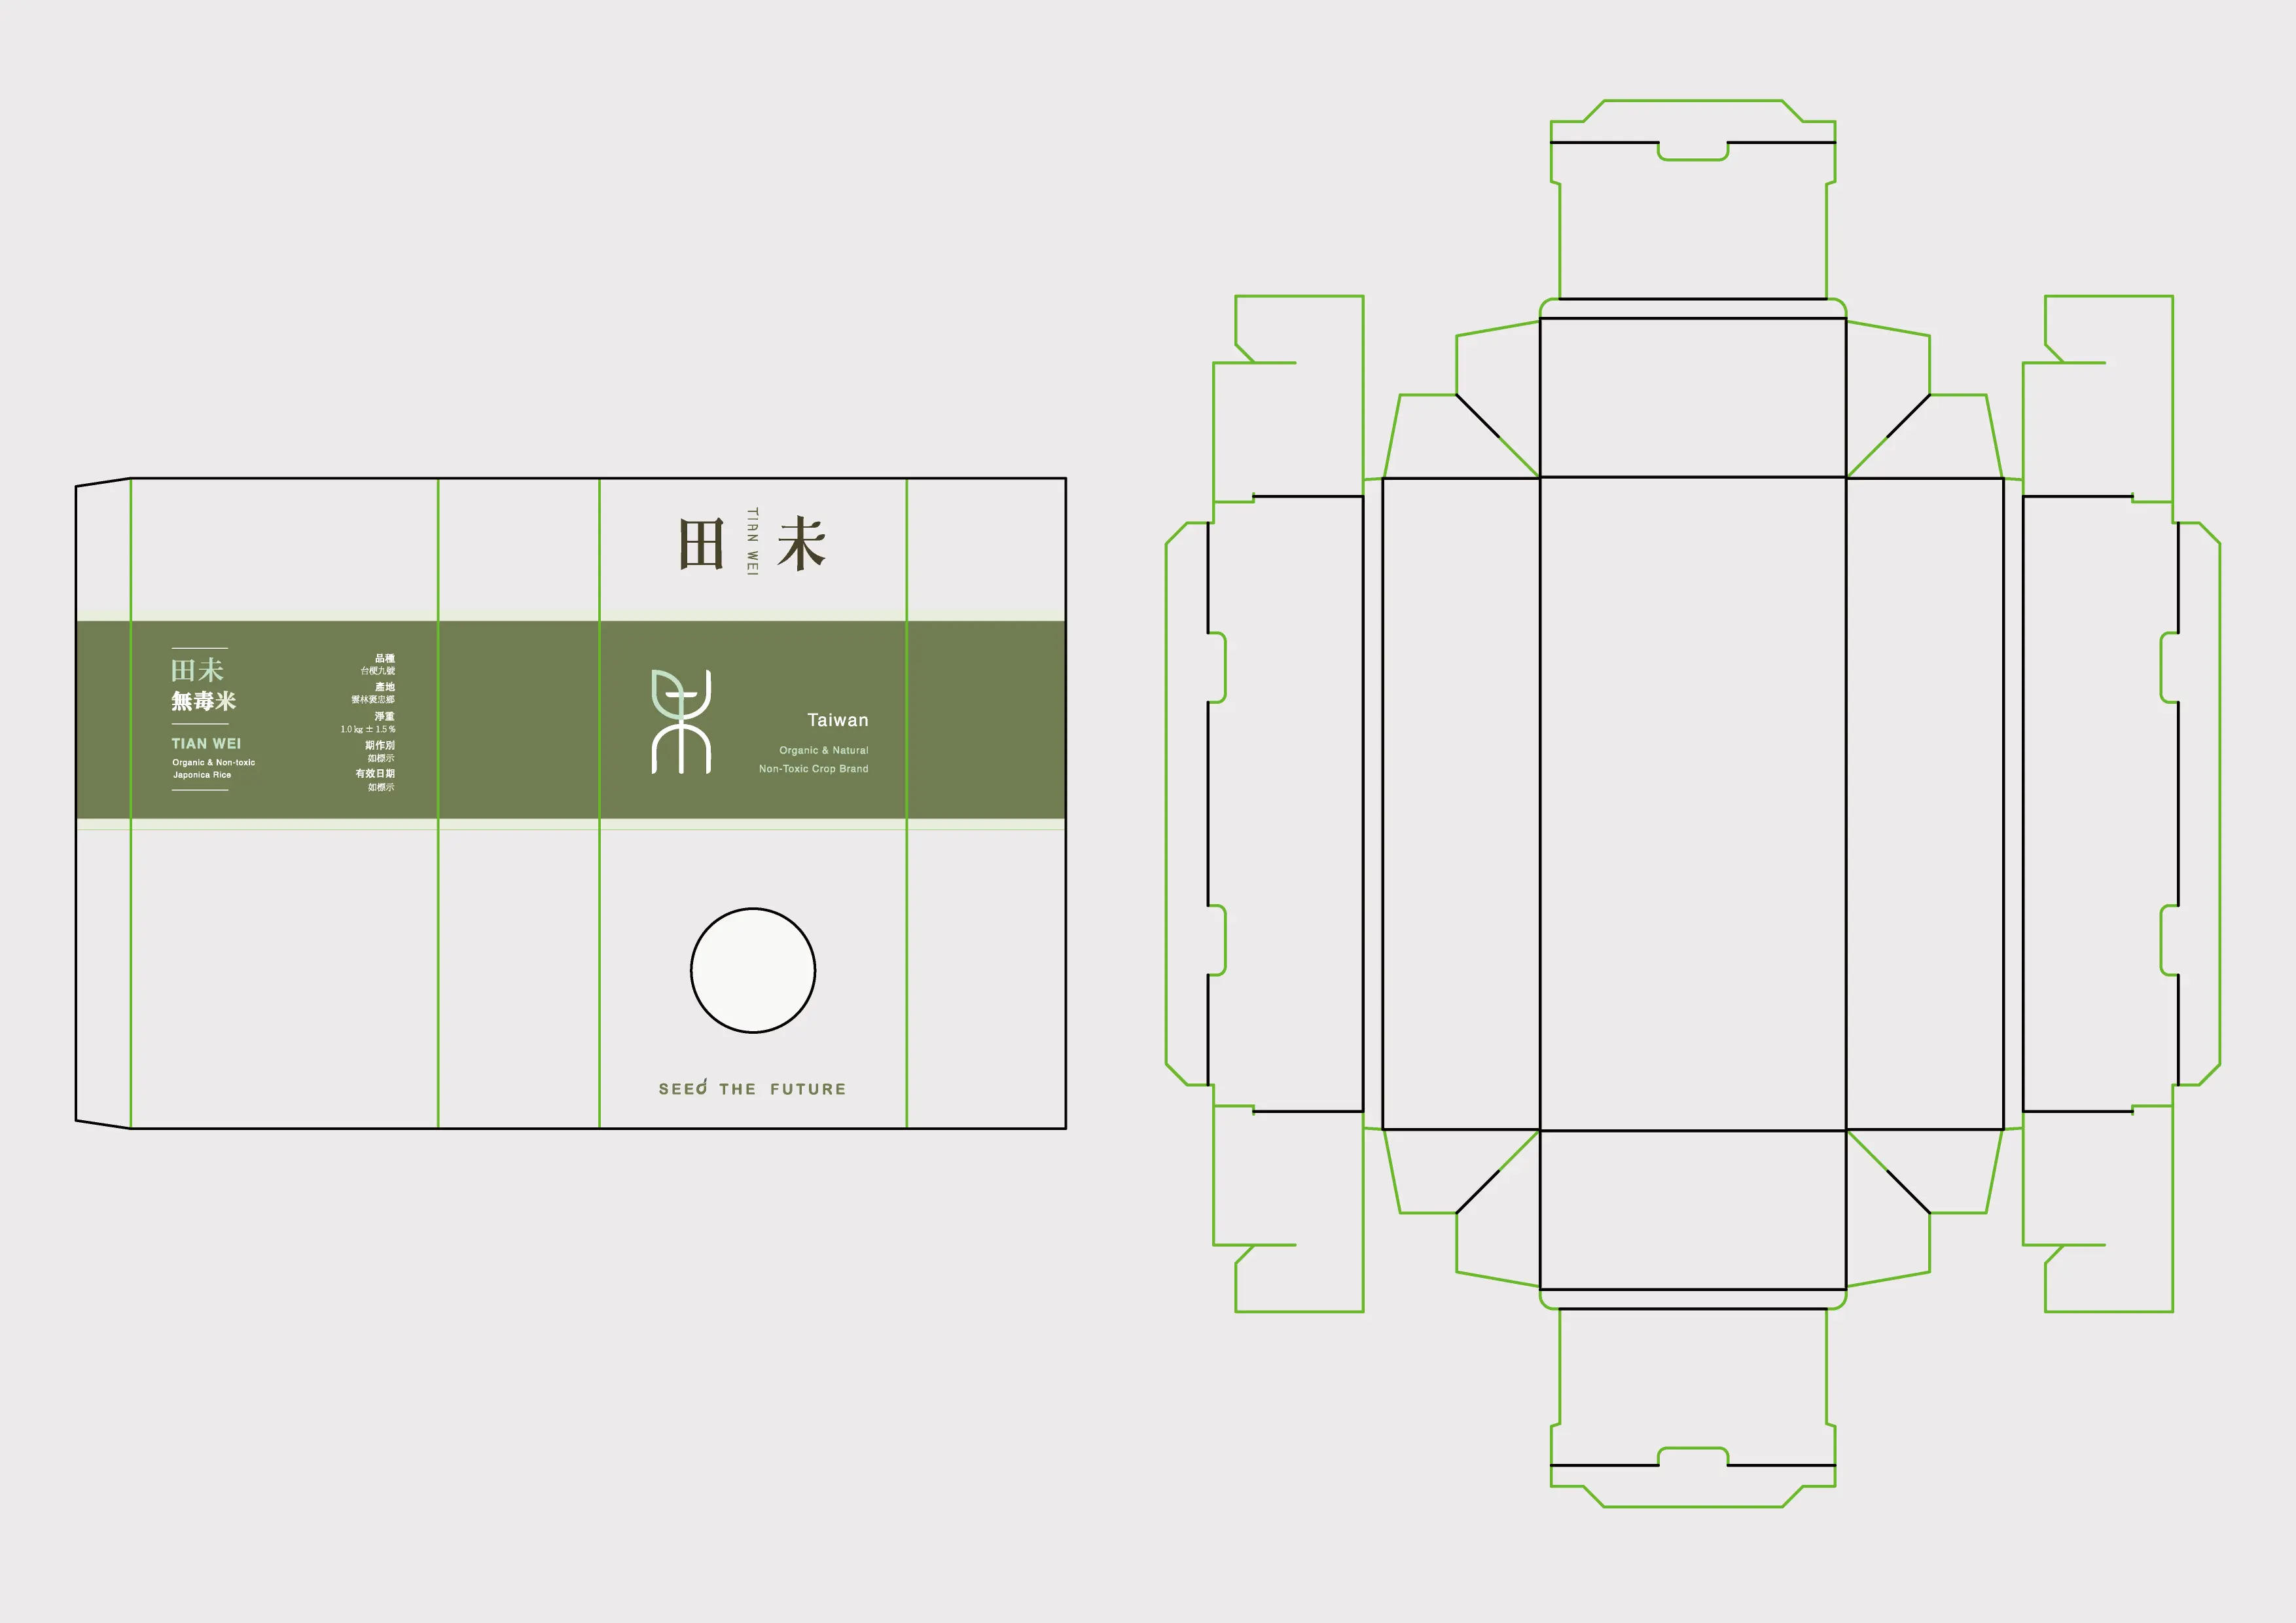 田未
TIAN WEI
田未
無毒米
TIAN WEI
Organic & Non-toxic
Japonica Rice
品種
台梗九號
產地
雲林褒忠鄉
淨重
1.0 kg ± 1.5 %
期作別
如標示
有效日期
如標示
Taiwan
Organic & Natural
Non-Toxic Crop Brand
SEED THE FUTURE